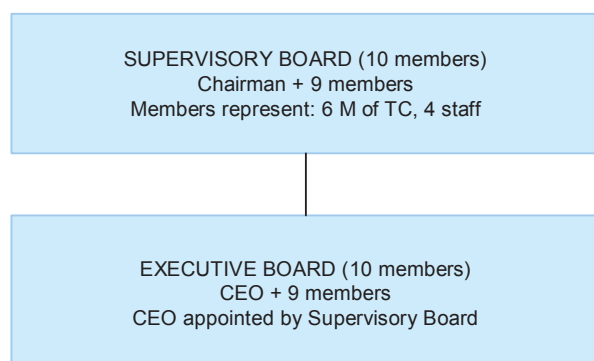 SUPERVISORY BOARD (10 members)
Chairman + 9 members
Members represent: 6 M of TC, 4 staff
EXECUTIVE BOARD (10 members)
CEO + 9 members
CEO appointed by Supervisory Board